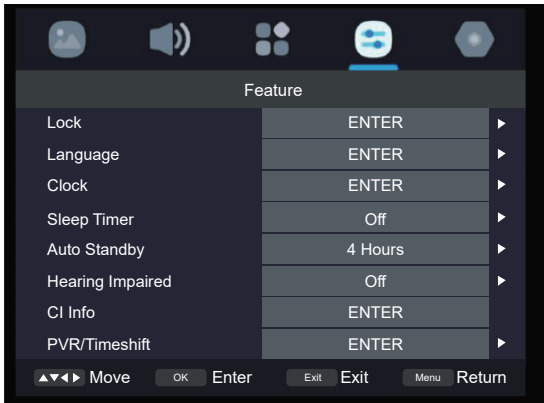 Feature
Lock ENTER
Language ENTER
Clock ENTER
Sleep Timer Off
Auto Standby 4 Hours
Hearing Impaired Off
CI Info ENTER
PVR/Timeshift ENTER
Move OK Enter Exit Exit Menu Return